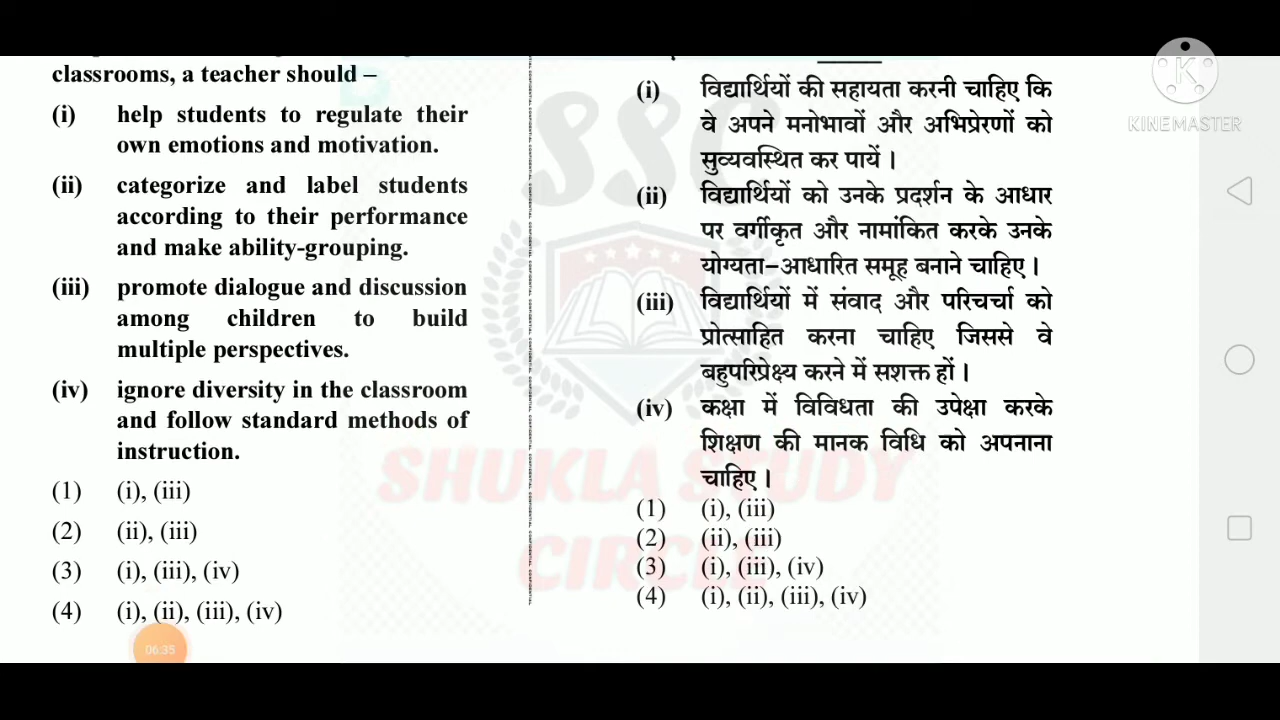 classrooms, a teacher should –
(i) help students to regulate their
own emotions and motivation.
(ii) categorize and label students
according to their performance
and make ability-grouping.
(iii) promote dialogue and discussion
among children to build
multiple perspectives.
(iv) ignore diversity in the classroom
and follow standard methods of
instruction.
(1) (i), (iii)
(2) (ii), (iii)
(3) (i), (iii), (iv)
(4) (i), (ii), (iii), (iv)
(i) विद्यार्थियों की सहायता करनी चाहिए कि
वे अपने मनोभावों और अभिप्रेरणों को
सुव्यवस्थित कर पायें ।
(ii) विद्यार्थियों को उनके प्रदर्शन के आधार
पर वर्गीकृत और नामांकित करके उनके
योग्यता–आधारित समूह बनाने चाहिए ।
(iii) विद्यार्थियों में संवाद और परिचर्चा को
प्रोत्साहित करना चाहिए जिससे वे
बहुपरिप्रेक्ष्य करने में सशक्त हों ।
(iv) कक्षा में विविधता की उपेक्षा करके
शिक्षण की मानक विधि को अपनाना
चाहिए ।
(1) (i), (iii)
(2) (ii), (iii)
(3) (i), (iii), (iv)
(4) (i), (ii), (iii), (iv)
SSC
SHUKLA STUDY
CIRCLE
K
KINEMASTER
06:35